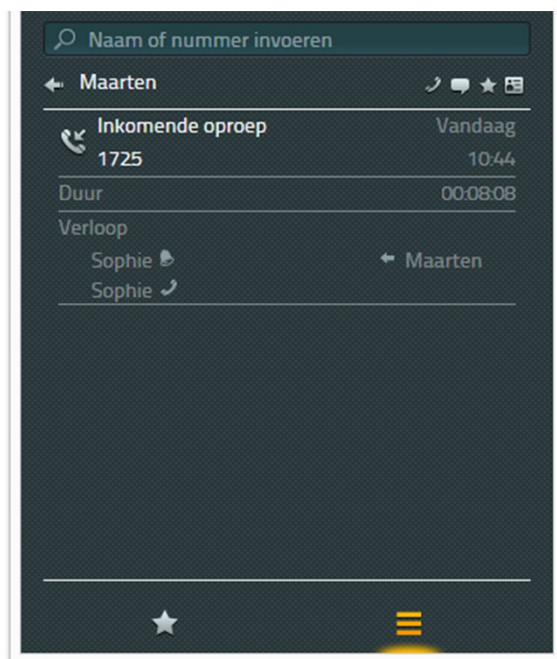 Naam of nummer invoeren
Maarten
Inkomende oproep Vandaag
1725 10:44
Duur 00:08:08
Verloop
Sophie Maarten
Sophie